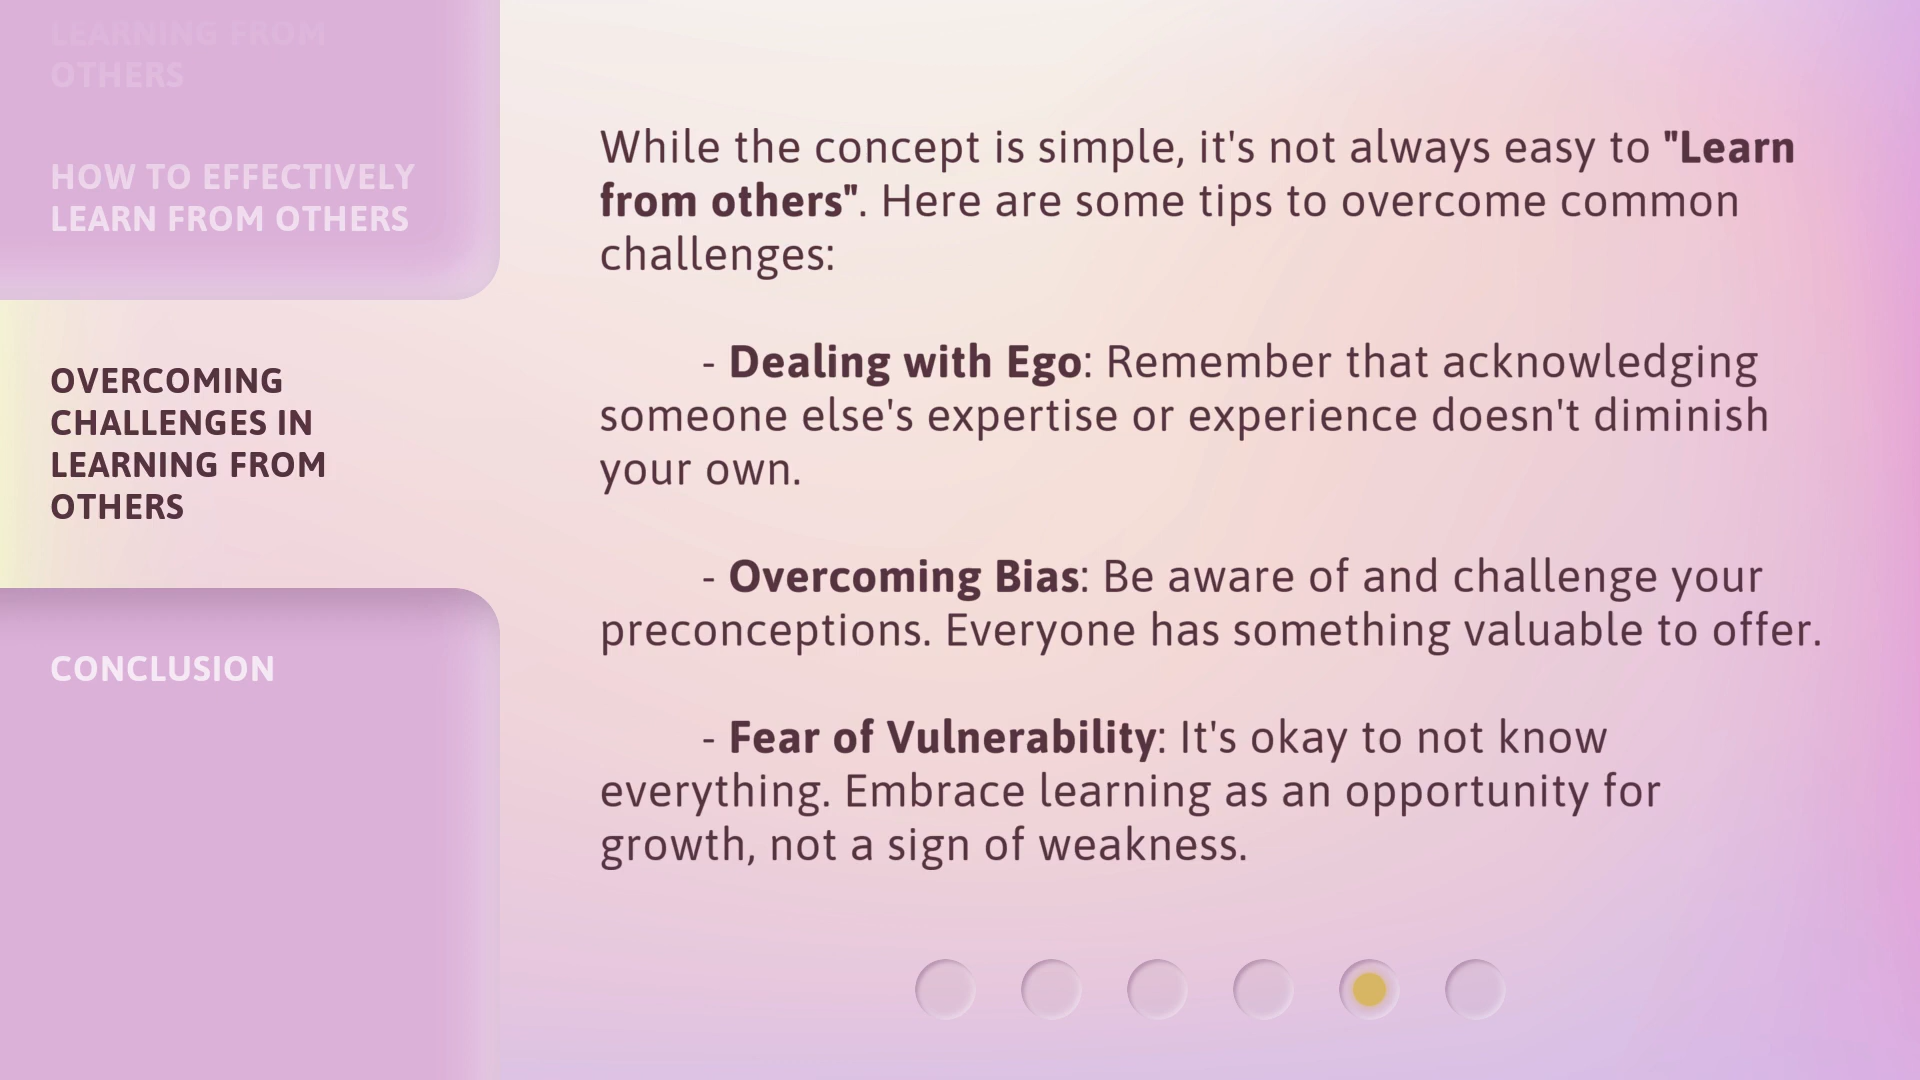 LEARNING FROM
OTHERS
HOW TO EFFECTIVELY
LEARN FROM OTHERS
OVERCOMING
CHALLENGES IN
LEARNING FROM
OTHERS
CONCLUSION
While the concept is simple, it's not always easy to "Learn
from others". Here are some tips to overcome common
challenges:
- Dealing with Ego: Remember that acknowledging
someone else's expertise or experience doesn't diminish
your own.
- Overcoming Bias: Be aware of and challenge your
preconceptions. Everyone has something valuable to offer.
- Fear of Vulnerability: It's okay to not know
everything. Embrace learning as an opportunity for
growth, not a sign of weakness.